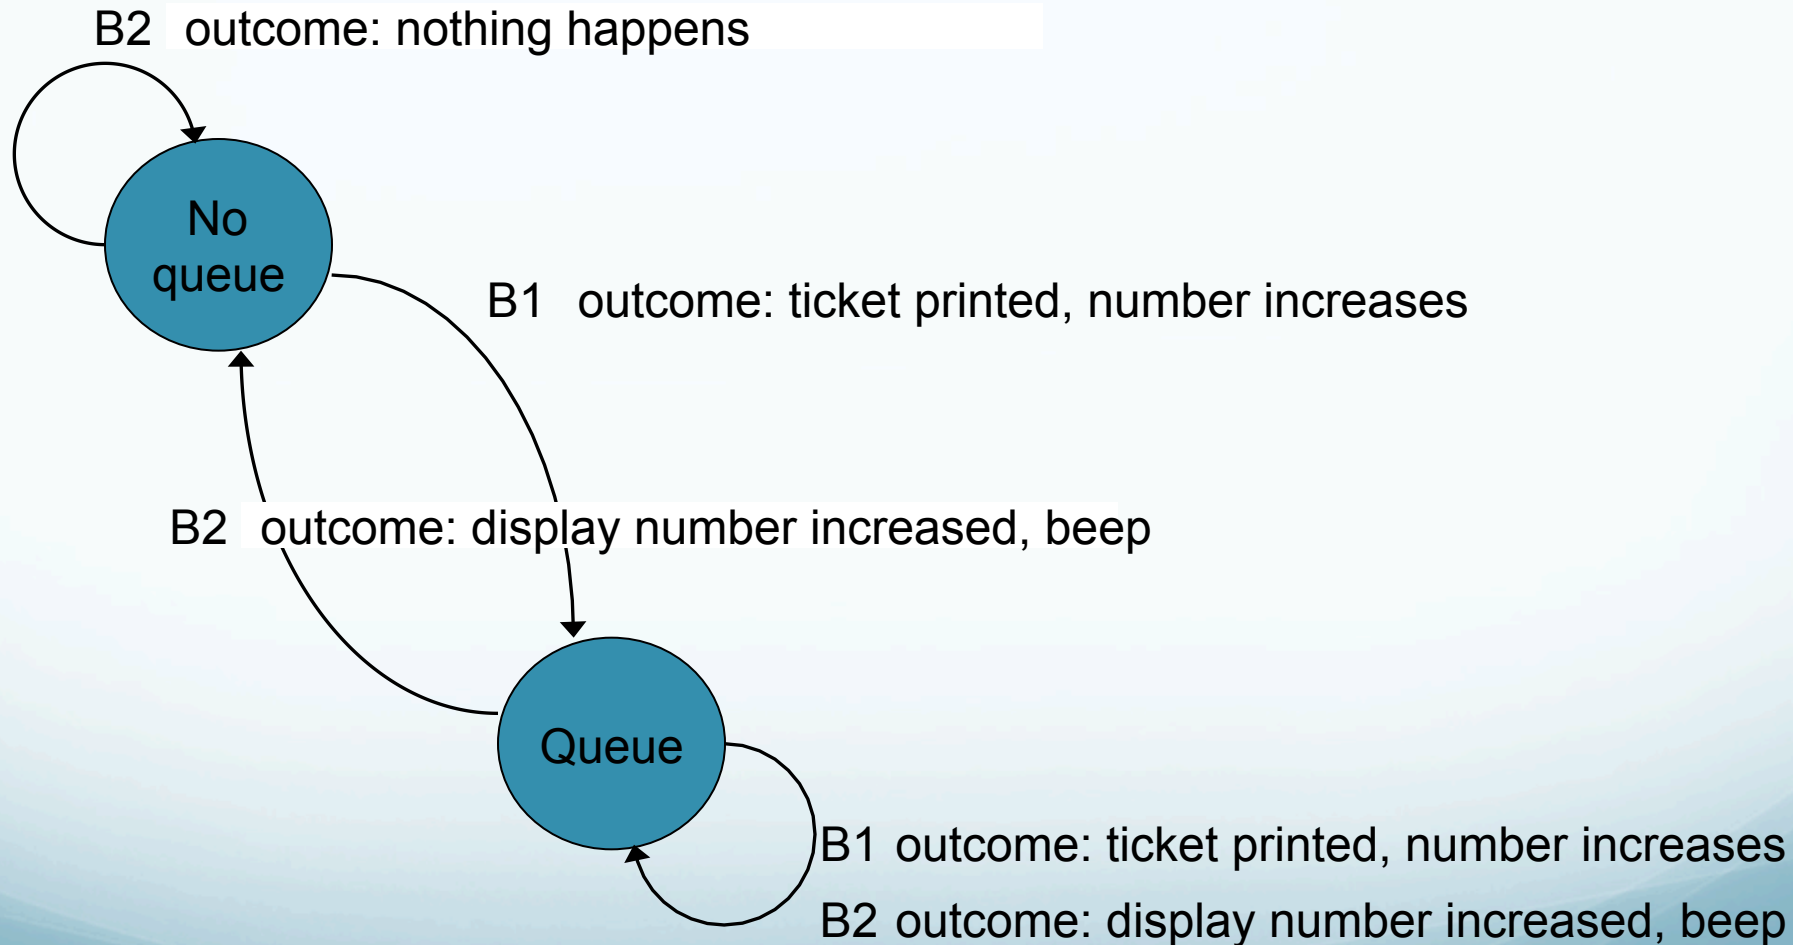 B2 outcome: nothing happens
No
queue
B1 outcome: ticket printed, number increases
B2 outcome: display number increased, beep
Queue
B1 outcome: ticket printed, number increases
B2 outcome: display number increased, beep